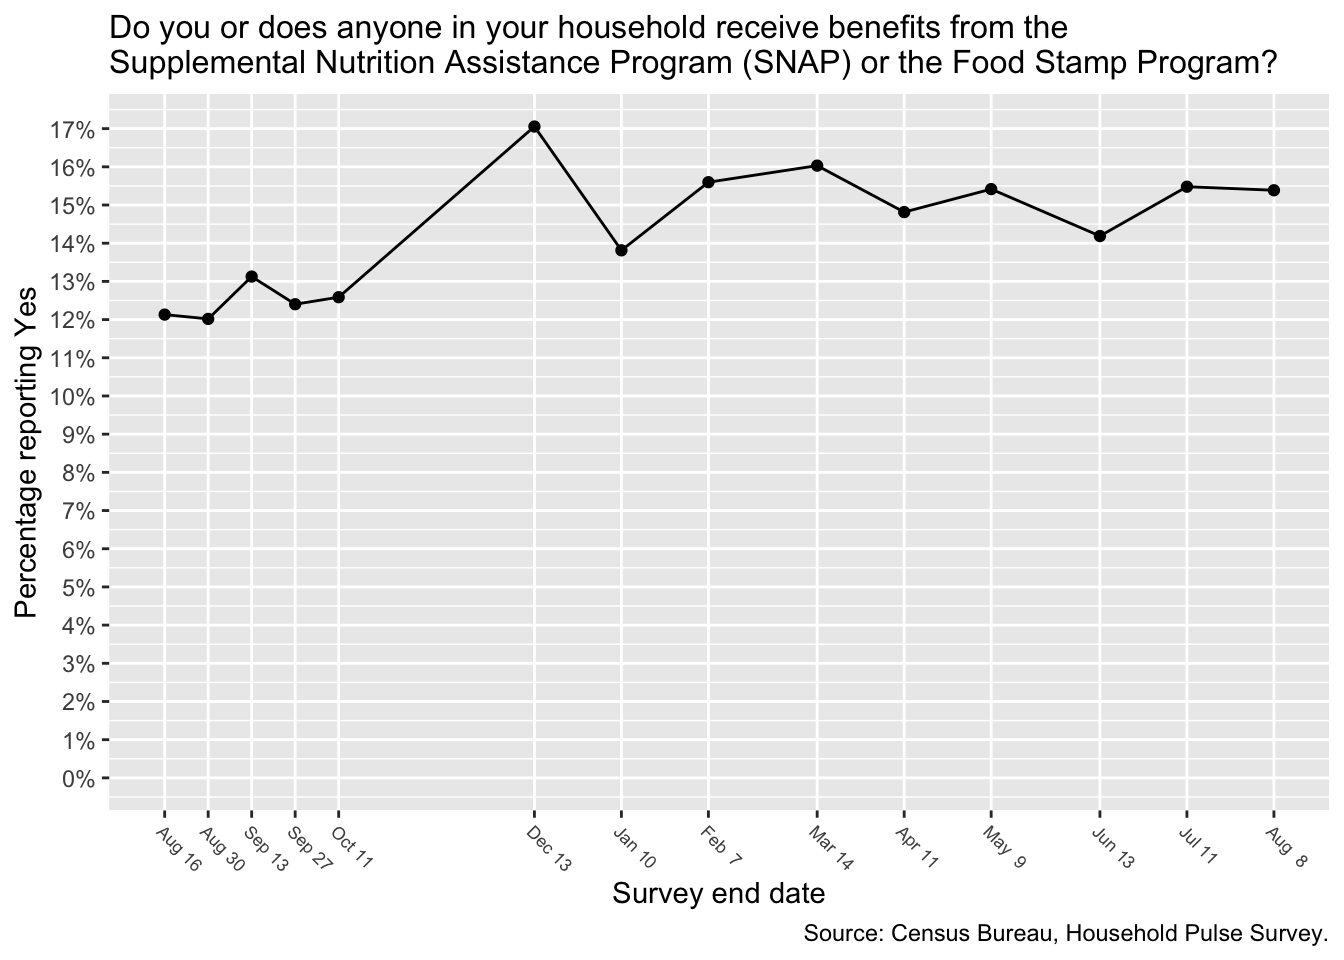 Do you or does anyone in your household receive benefits from the
Supplemental Nutrition Assistance Program (SNAP) or the Food Stamp Program?
Percentage reporting Yes
17%
16%
15%
14%
13%
12%
11%
10%
9%
8%
7%
6%
5%
4%
3%
2%
1%
0%
Aug 16
Aug 30
Sep 13
Sep 27
Oct 11
Dec 13
Jan 10
Feb 7
Mar 14
Apr 11
May 9
Jun 13
Jul 11
Aug 8
Survey end date
Source: Census Bureau, Household Pulse Survey.